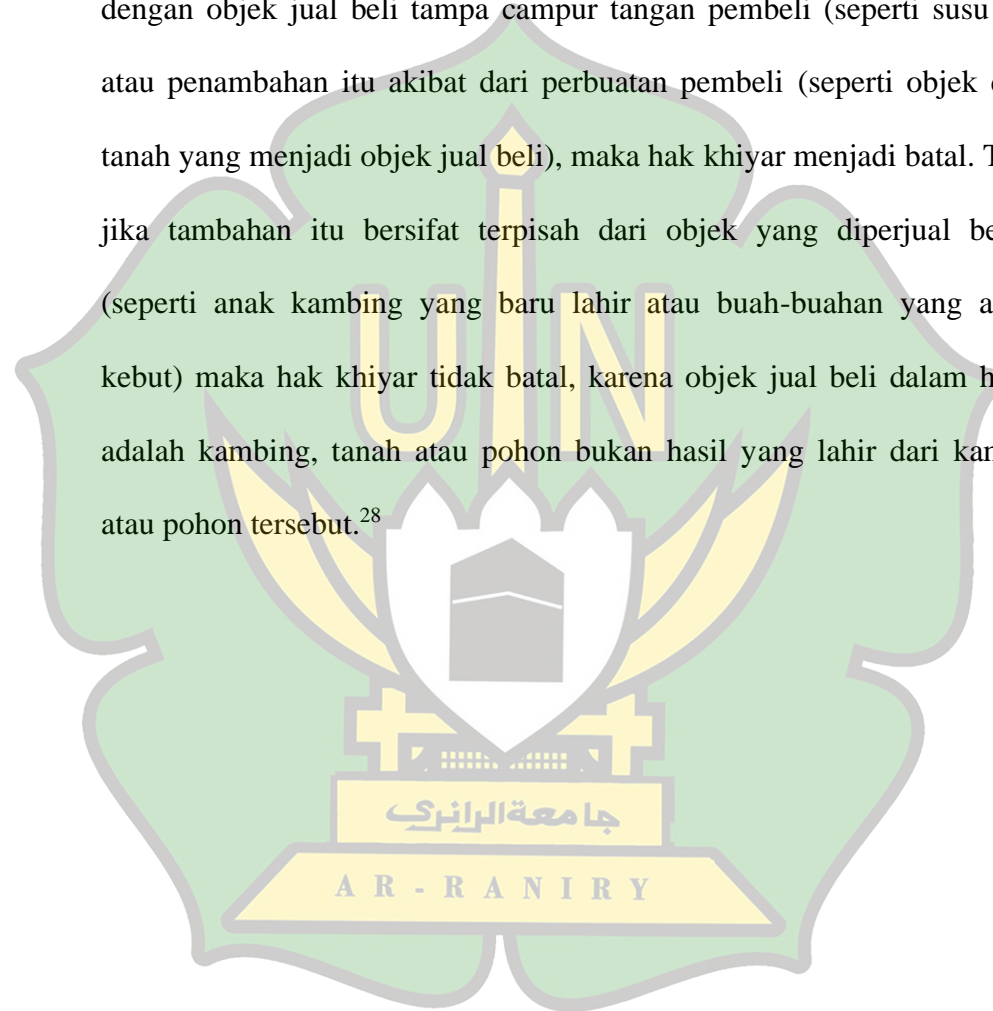 dengan objek jual beli tampa campur tangan pembeli (seperti susu
atau penambahan itu akibat dari perbuatan pembeli (seperti objek
tanah yang menjadi objek jual beli), maka hak khiyar menjadi batal.
jika tambahan itu bersifat terpisah dari objek yang diperjual
(seperti anak kambing yang baru lahir atau buah-buahan yang
kebut) maka hak khiyar tidak batal, karena objek jual beli dalam
adalah kambing, tanah atau pohon bukan hasil yang lahir dari
atau pohon tersebut.28
UIN
جامعةالرانري
AR-RANIRY